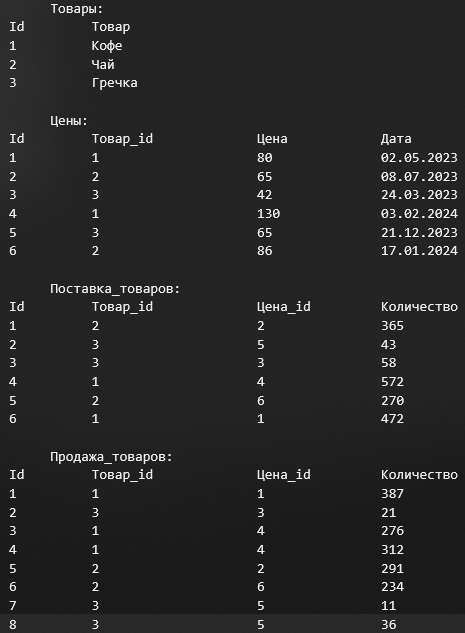 Товары:
Id Товар
1 Кофе
2 Чай
3 Гречка
Цены:
Id Товар_id Цена Дата
1 1 80 02.05.2023
2 2 65 08.07.2023
3 3 42 24.03.2023
4 1 130 03.02.2024
5 3 65 21.12.2023
6 2 86 17.01.2024
Поставка_товаров:
Id Товар_id Цена_id Количество
1 2 2 365
2 3 5 43
3 3 3 58
4 1 4 572
5 2 6 270
6 1 1 472
Продажа_товаров:
Id Товар_id Цена_id Количество
1 1 1 387
2 3 3 21
3 1 4 276
4 1 4 312
5 2 2 291
6 2 6 234
7 3 5 11
8 3 5 36